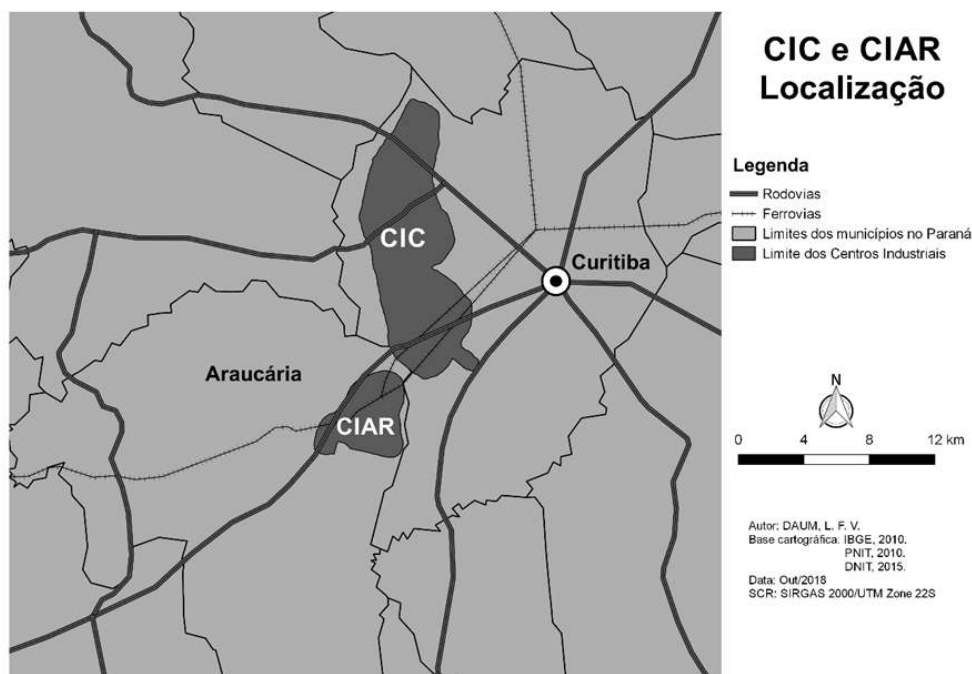 CIC e CIAR
Localização
Legenda
Rodovias
Ferrovias
Limites dos municípios no Paraná
Limite dos Centros Industriais
CIC
Curitiba
Araucária
CIAR
N
0 4 8 12 km
Autor: DAUM, L. F. V.
Base cartográfica: IBGE, 2010.
PNIT, 2010.
DNIT, 2015.
Data: Out/2018
SCR: SIRGAS 2000/UTM Zone 22S